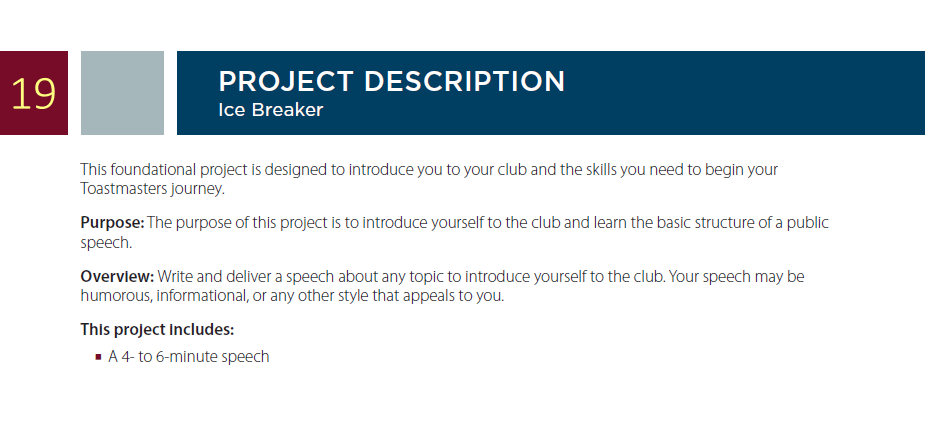 19
PROJECT DESCRIPTION
Ice Breaker
This foundational project is designed to introduce you to your club and the skills you need to begin your
Toastmasters journey.
Purpose: The purpose of this project is to introduce yourself to the club and learn the basic structure of a public
speech.
Overview: Write and deliver a speech about any topic to introduce yourself to the club. Your speech may be
humorous, informational, or any other style that appeals to you.
This project includes:
▪ A 4- to 6-minute speech